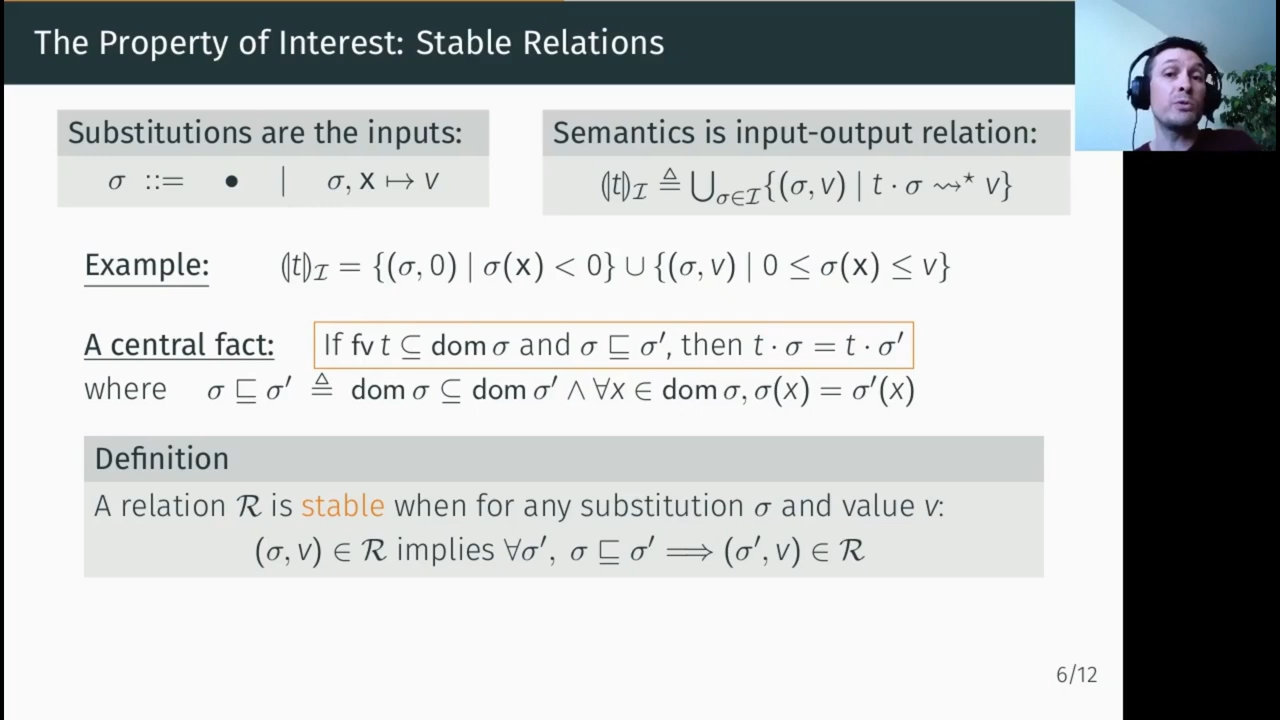 The Property of Interest: Stable Relations
Substitutions are the inputs:
σ ::= • | σ, x ↦ v
Semantics is input-output relation:
⦇t⦈_I ≜ ⋃_{σ∈I}{(σ, v) | t · σ ⇝* v}
Example: ⦇t⦈_I = {(σ, 0) | σ(x) < 0} ∪ {(σ, v) | 0 ≤ σ(x) ≤ v}
A central fact: If fv t ⊆ dom σ and σ ⊑ σ′, then t · σ = t · σ′
where σ ⊑ σ′ ≜ dom σ ⊆ dom σ′ ∧ ∀x ∈ dom σ, σ(x) = σ′(x)
Definition
A relation R is stable when for any substitution σ and value v:
(σ, v) ∈ R implies ∀σ′, σ ⊑ σ′ ⟹ (σ′, v) ∈ R
6/12